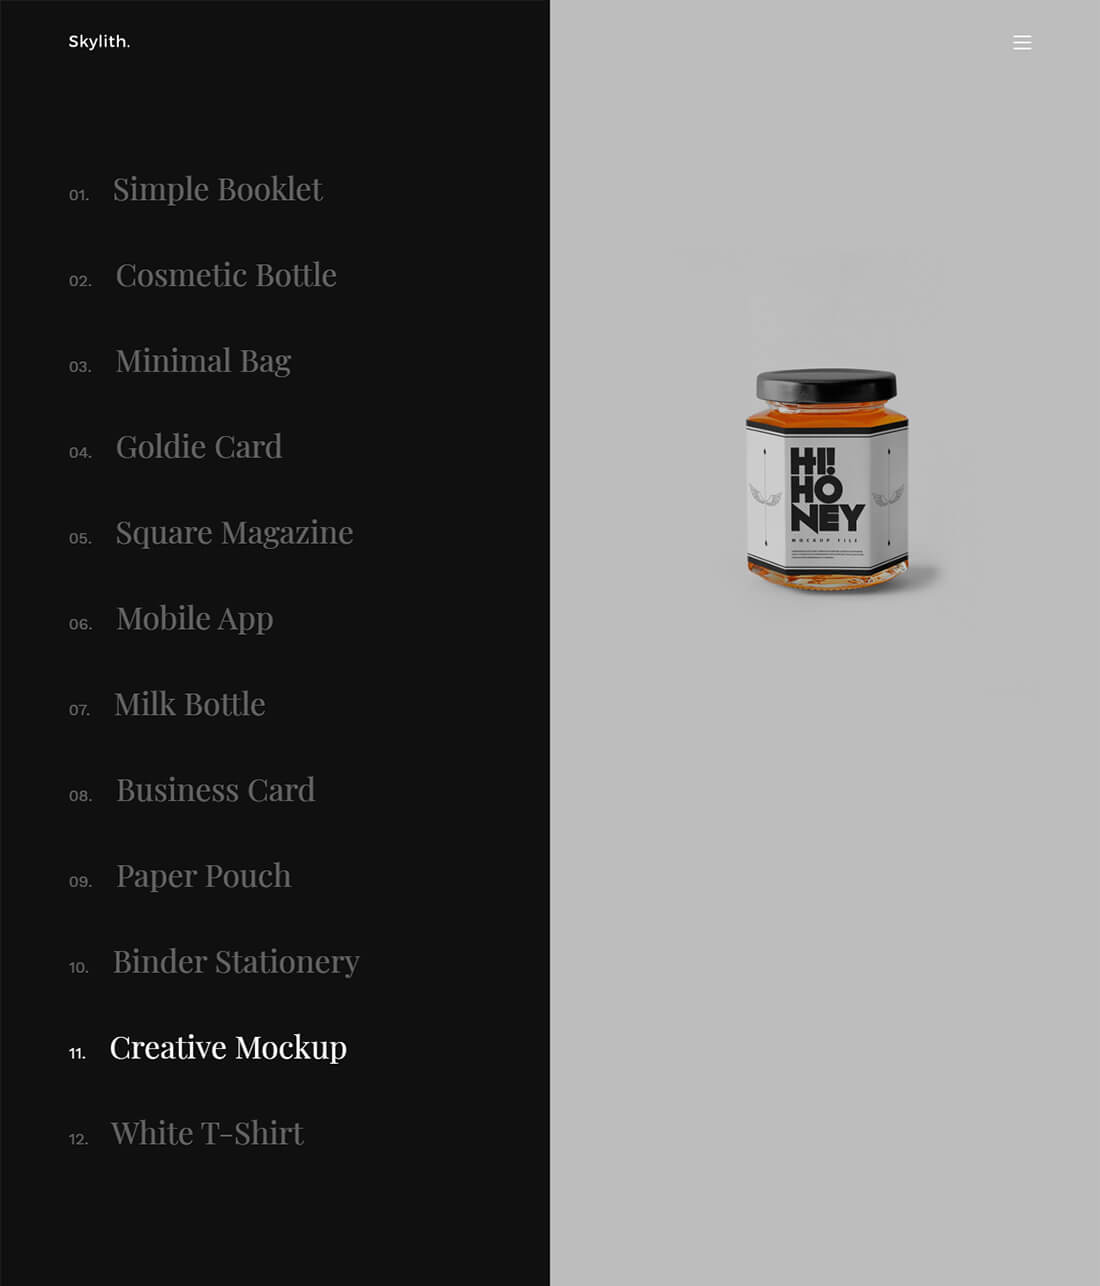 Skylith.
01. Simple Booklet
02. Cosmetic Bottle
03. Minimal Bag
04. Goldie Card
05. Square Magazine
06. Mobile App
07. Milk Bottle
08. Business Card
09. Paper Pouch
10. Binder Stationery
11. Creative Mockup
12. White T-Shirt
HI!
HO
NEY
MOCKUP FILE